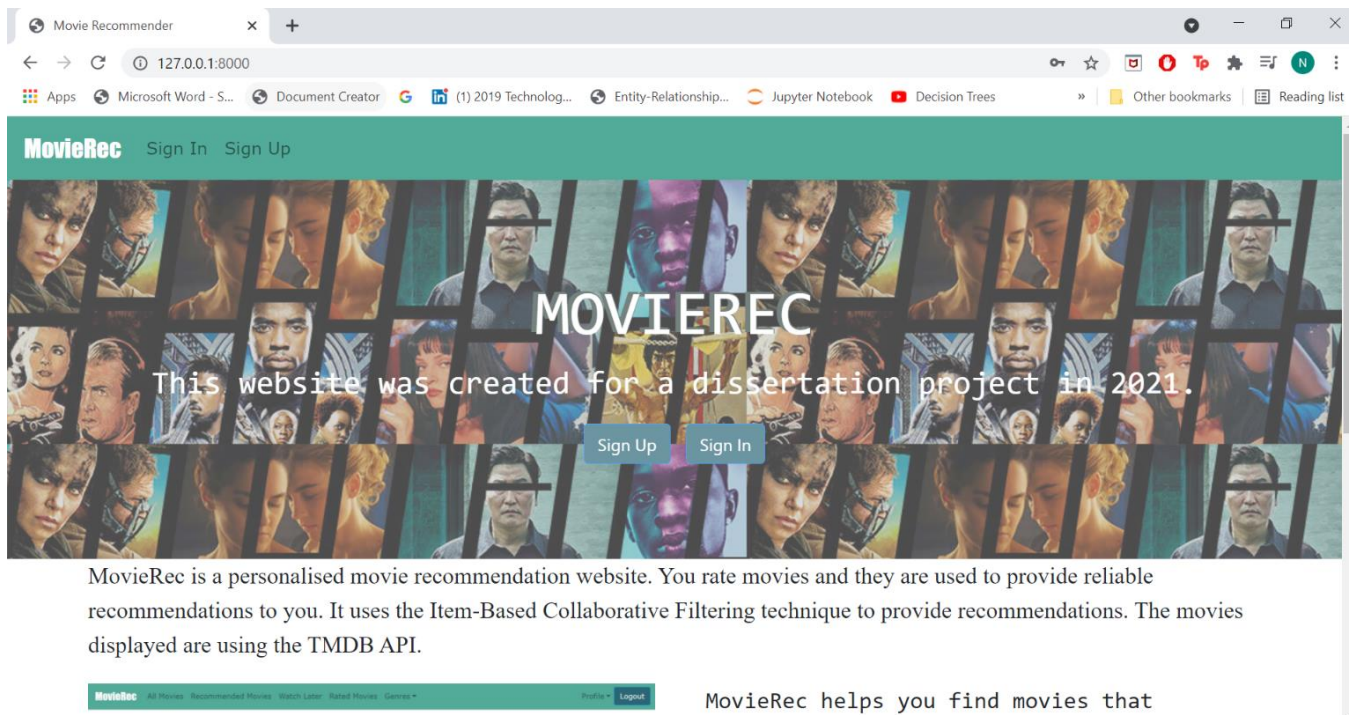 Movie Recommender
127.0.0.1:8000
N
Apps Microsoft Word - S... Document Creator (1) 2019 Technolog... Entity-Relationship... Jupyter Notebook Decision Trees » Other bookmarks Reading list
MovieRec Sign In Sign Up
MOVIEREC
This website was created for a dissertation project in 2021.
Sign Up Sign In
MovieRec is a personalised movie recommendation website. You rate movies and they are used to provide reliable
recommendations to you. It uses the Item-Based Collaborative Filtering technique to provide recommendations. The movies
displayed are using the TMDB API.
MovieRec All Movies Recommended Movies Watch Later Rated Movies Genres Profile Logout
MovieRec helps you find movies that